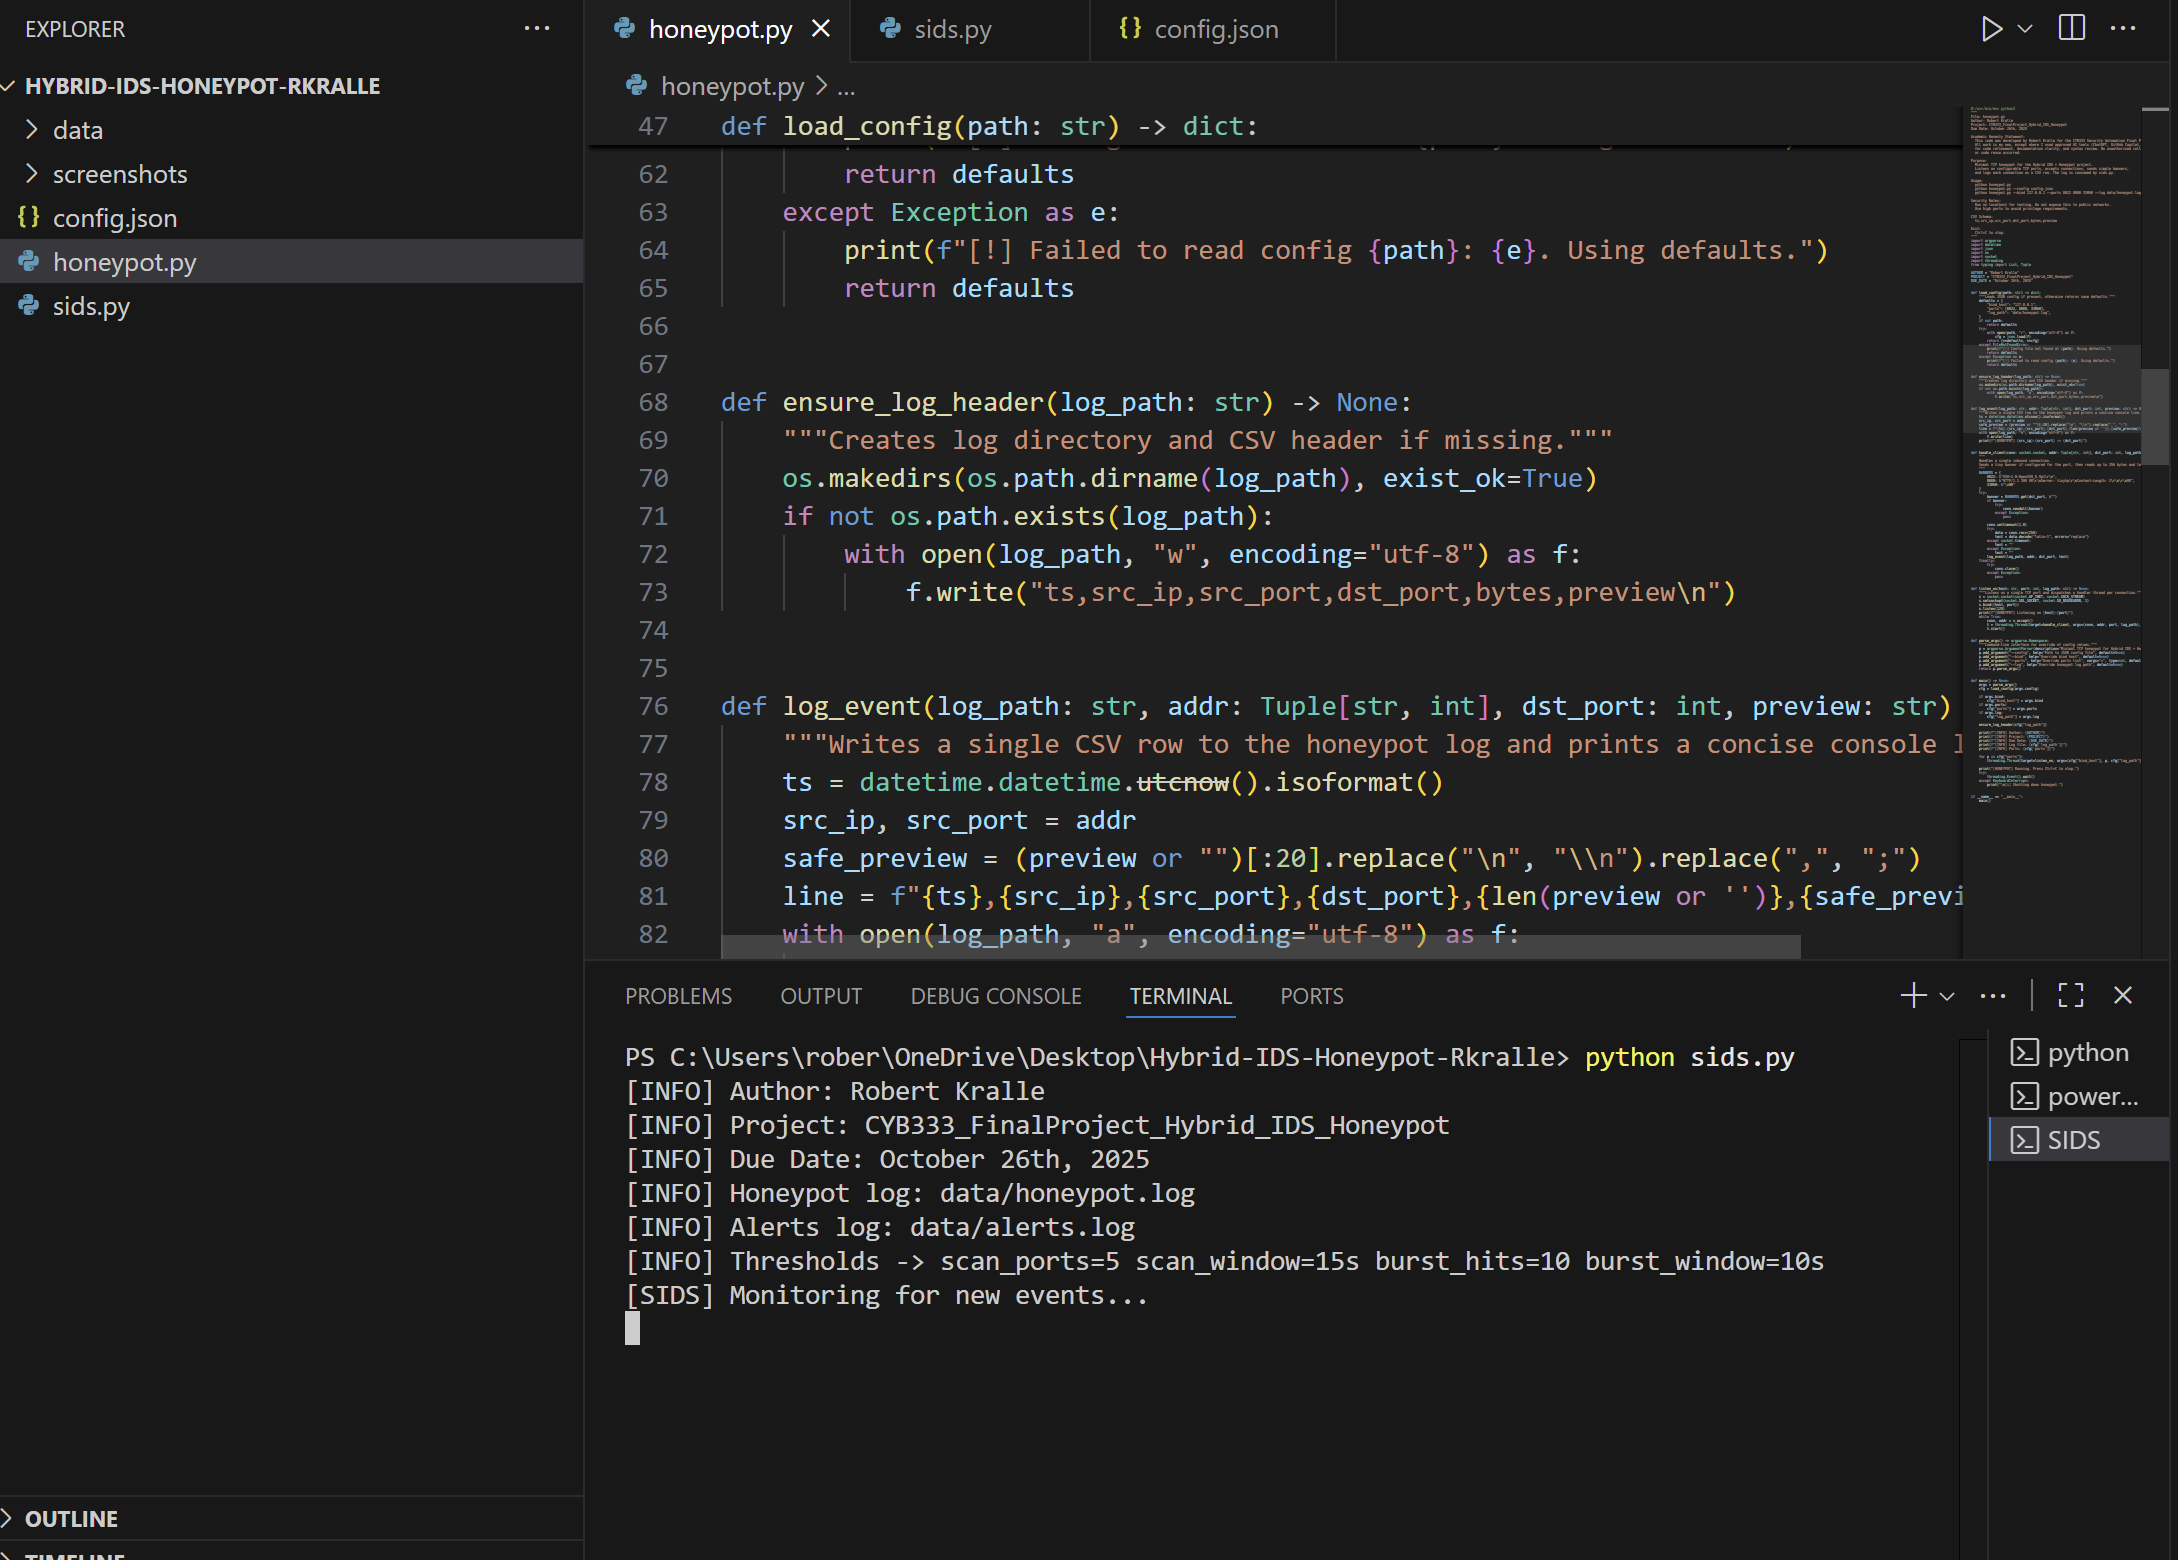 EXPLORER
HYBRID-IDS-HONEYPOT-RKRALLE
data
screenshots
config.json
honeypot.py
sids.py
OUTLINE
TIMELINE
honeypot.py
sids.py
config.json
honeypot.py > ...
47 def load_config(path: str) -> dict:
62 return defaults
63 except Exception as e:
64 print(f"[!] Failed to read config {path}: {e}. Using defaults.")
65 return defaults
66
67
68 def ensure_log_header(log_path: str) -> None:
69 """Creates log directory and CSV header if missing."""
70 os.makedirs(os.path.dirname(log_path), exist_ok=True)
71 if not os.path.exists(log_path):
72 with open(log_path, "w", encoding="utf-8") as f:
73 f.write("ts,src_ip,src_port,dst_port,bytes,preview\n")
74
75
76 def log_event(log_path: str, addr: Tuple[str, int], dst_port: int, preview: str)
77 """Writes a single CSV row to the honeypot log and prints a concise console l
78 ts = datetime.datetime.utcnow().isoformat()
79 src_ip, src_port = addr
80 safe_preview = (preview or "")[:20].replace("\n", "\\n").replace(",", ";")
81 line = f"{ts},{src_ip},{src_port},{dst_port},{len(preview or '')},{safe_previ
82 with open(log_path, "a", encoding="utf-8") as f:
PROBLEMS OUTPUT DEBUG CONSOLE TERMINAL PORTS
PS C:\Users\rober\OneDrive\Desktop\Hybrid-IDS-Honeypot-Rkralle> python sids.py
[INFO] Author: Robert Kralle
[INFO] Project: CYB333_FinalProject_Hybrid_IDS_Honeypot
[INFO] Due Date: October 26th, 2025
[INFO] Honeypot log: data/honeypot.log
[INFO] Alerts log: data/alerts.log
[INFO] Thresholds -> scan_ports=5 scan_window=15s burst_hits=10 burst_window=10s
[SIDS] Monitoring for new events...
python
power...
SIDS